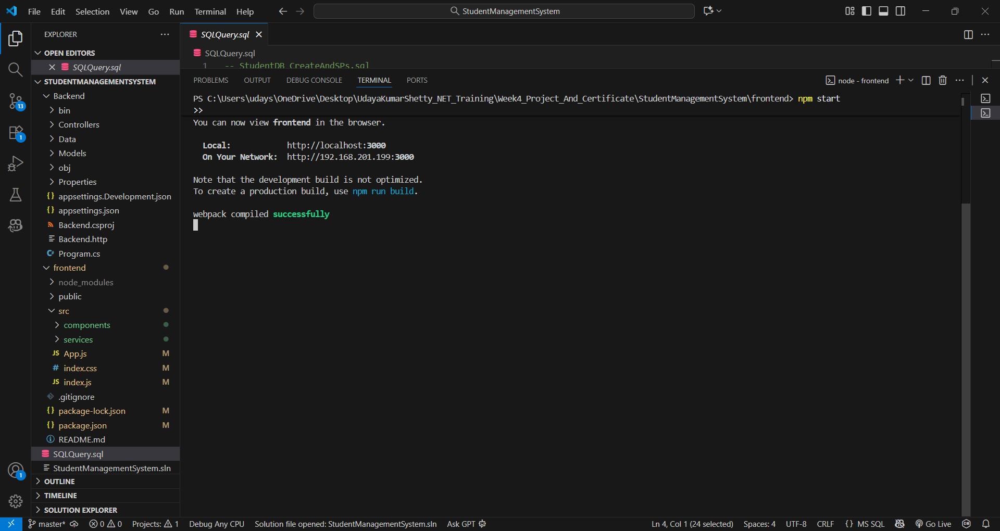 File Edit Selection View Go Run Terminal Help
StudentManagementSystem
EXPLORER
OPEN EDITORS
SQLQuery.sql
STUDENTMANAGEMENTSYSTEM
Backend
bin
Controllers
Data
Models
obj
Properties
{} appsettings.Development.json
{} appsettings.json
Backend.csproj
Backend.http
C# Program.cs
frontend
node_modules
public
src
components
services
JS App.js M
# index.css M
JS index.js M
.gitignore
{} package-lock.json M
{} package.json M
README.md
SQLQuery.sql
StudentManagementSystem.sln
OUTLINE
TIMELINE
SOLUTION EXPLORER
13
1
1
SQLQuery.sql
SQLQuery.sql
1 -- StudentDB_CreateAndSPs.sql
PROBLEMS OUTPUT DEBUG CONSOLE TERMINAL PORTS
node - frontend
PS C:\Users\udays\OneDrive\Desktop\UdayaKumarShetty_NET_Training\Week4_Project_And_Certificate\StudentManagementSystem\frontend> npm start
>>
You can now view frontend in the browser.
Local: http://localhost:3000
On Your Network: http://192.168.201.199:3000
Note that the development build is not optimized.
To create a production build, use npm run build.
webpack compiled successfully
master* 0 0 Projects: 1 Debug Any CPU Solution file opened: StudentManagementSystem.sln Ask GPT Ln 4, Col 1 (24 selected) Spaces: 4 UTF-8 CRLF {} MS SQL Go Live